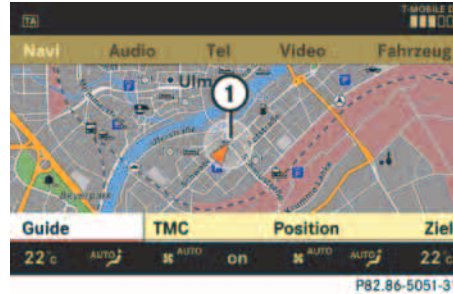 TA
T-MOBILE D
Navi Audio Tel Video Fahrzeug
Ulm
1
Guide TMC Position Ziel
22°c AUTO AUTO on AUTO AUTO 22°c
P82.86-5051-31